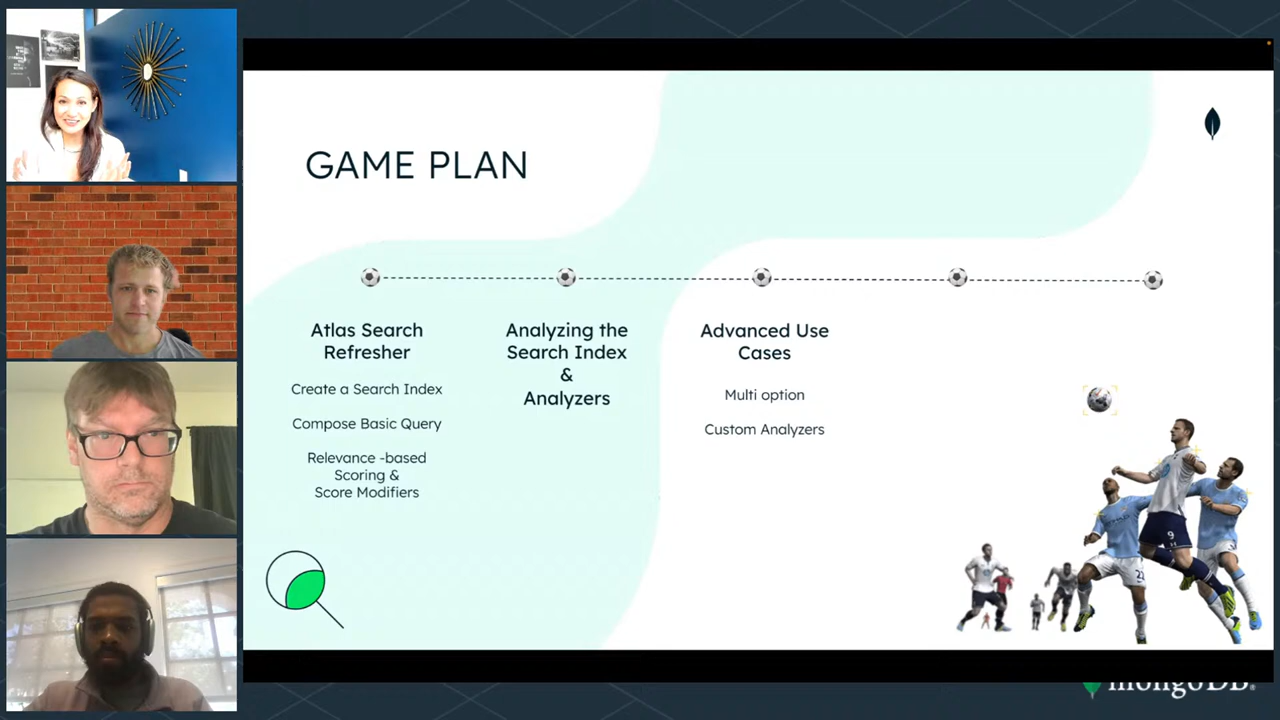 GAME PLAN
Atlas Search
Refresher
Create a Search Index
Compose Basic Query
Relevance -based
Scoring &
Score Modifiers
Analyzing the
Search Index
&
Analyzers
Advanced Use
Cases
Multi option
Custom Analyzers
9
mongoDB®